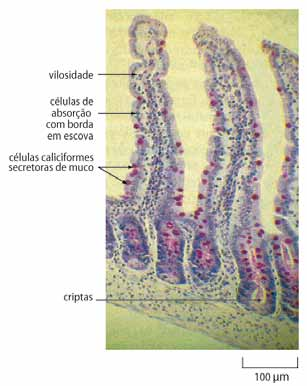 vilosidade
células de
absorção
com borda
em escova
células caliciformes
secretoras de muco
criptas
100 µm